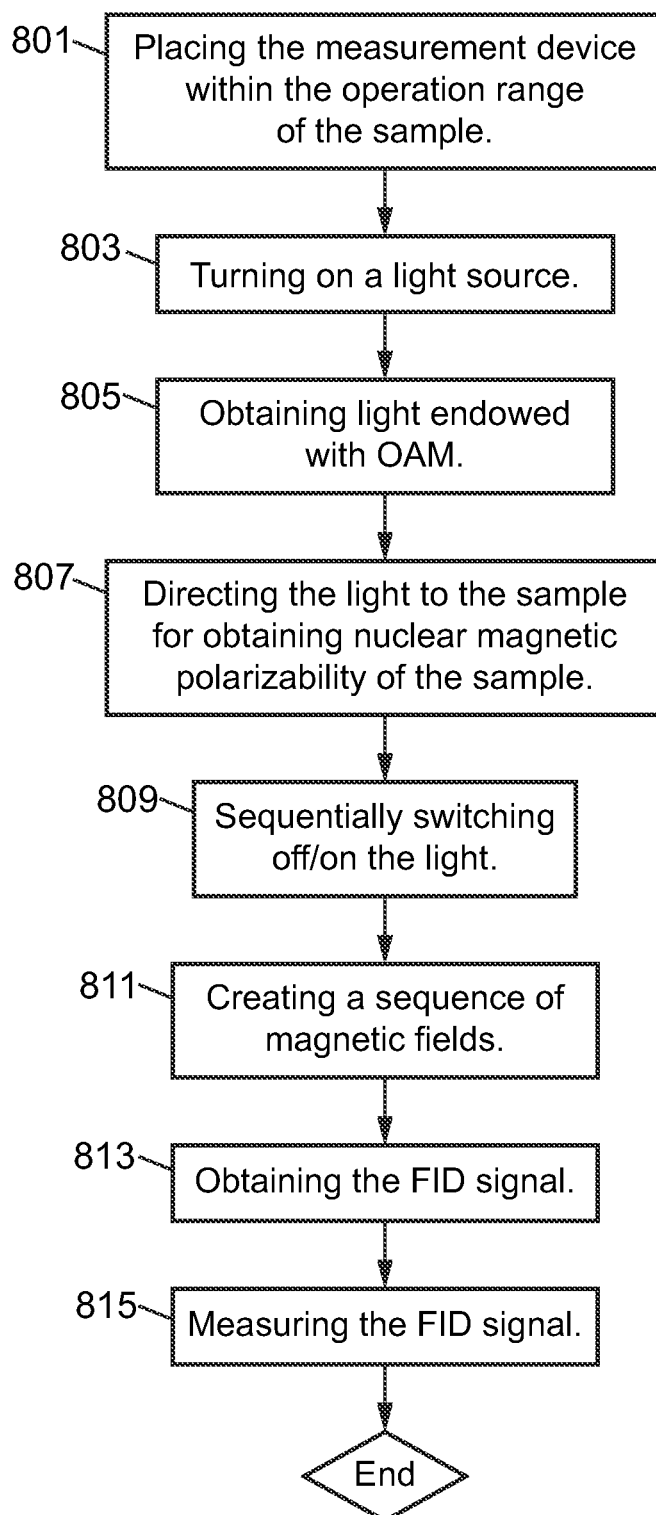 801
Placing the measurement device
within the operation range
of the sample.
803
Turning on a light source.
805
Obtaining light endowed
with OAM.
807
Directing the light to the sample
for obtaining nuclear magnetic
polarizability of the sample.
809
Sequentially switching
off/on the light.
811
Creating a sequence of
magnetic fields.
813
Obtaining the FID signal.
815
Measuring the FID signal.
End